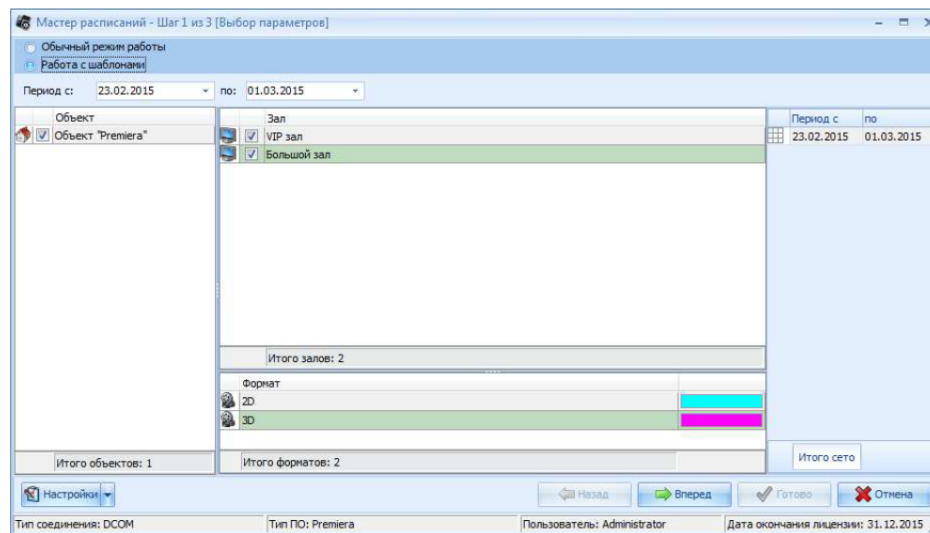 Мастер расписаний - Шаг 1 из 3 [Выбор параметров]
Обычный режим работы
Работа с шаблонами
Период с: 23.02.2015 по: 01.03.2015
Объект
Объект "Premiera"
Итого объектов: 1
Зал
VIP зал
Большой зал
Итого залов: 2
Формат
2D
3D
Итого форматов: 2
Период с по
23.02.2015 01.03.2015
Итого сето
Настройки Назад Вперед Готово Отмена
Тип соединения: DCOM Тип ПО: Premiera Пользователь: Administrator Дата окончания лицензии: 31.12.2015